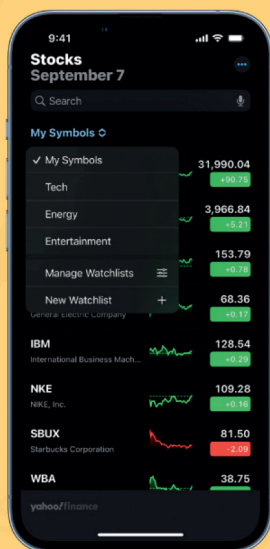 9:41
Stocks
September 7
Search
My Symbols
✓ My Symbols
Tech
Energy
Entertainment
Manage Watchlists
New Watchlist +
31,990.04
+90.75
3,966.84
+5.21
153.79
+0.78
68.36
General Electric Company +0.17
IBM 128.54
International Business Mach... +0.29
NKE 109.28
NIKE, Inc. +0.16
SBUX 81.50
Starbucks Corporation -2.09
WBA 38.75
yahoo!finance